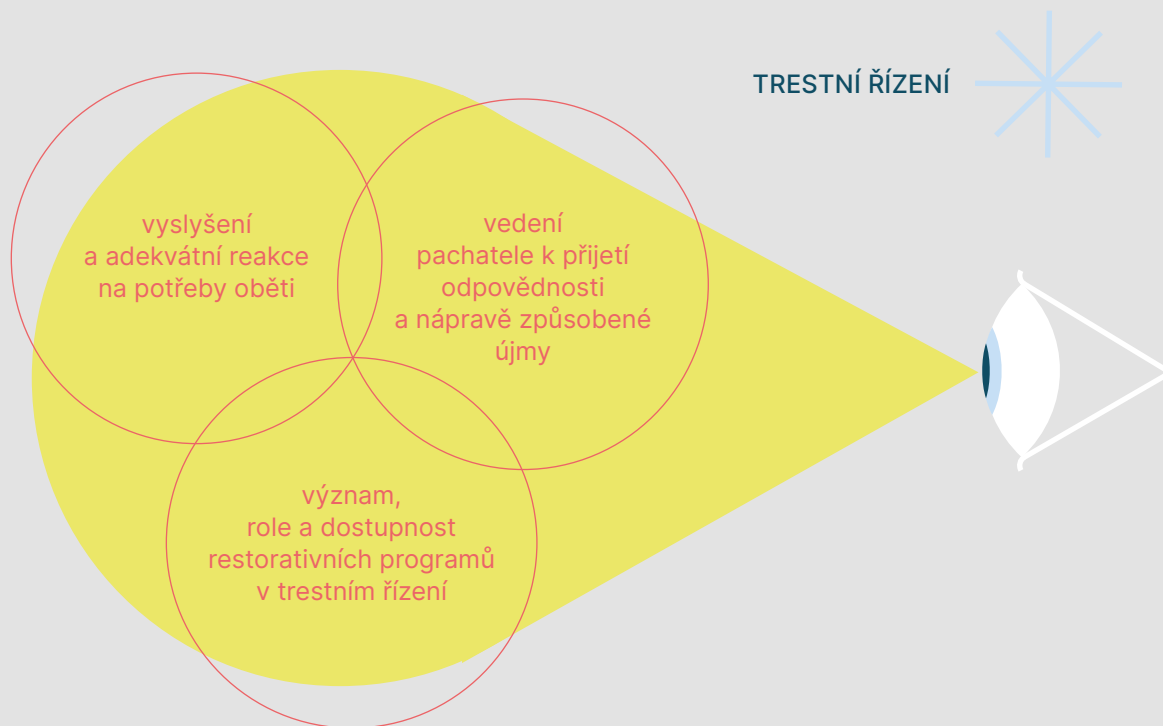 TRESTNÍ ŘÍZENÍ
vyslyšení
a adekvátní reakce
na potřeby oběti
vedení
pachatele k přijetí
odpovědnosti
a nápravě způsobené
újmy
význam,
role a dostupnost
restorativních programů
v trestním řízení